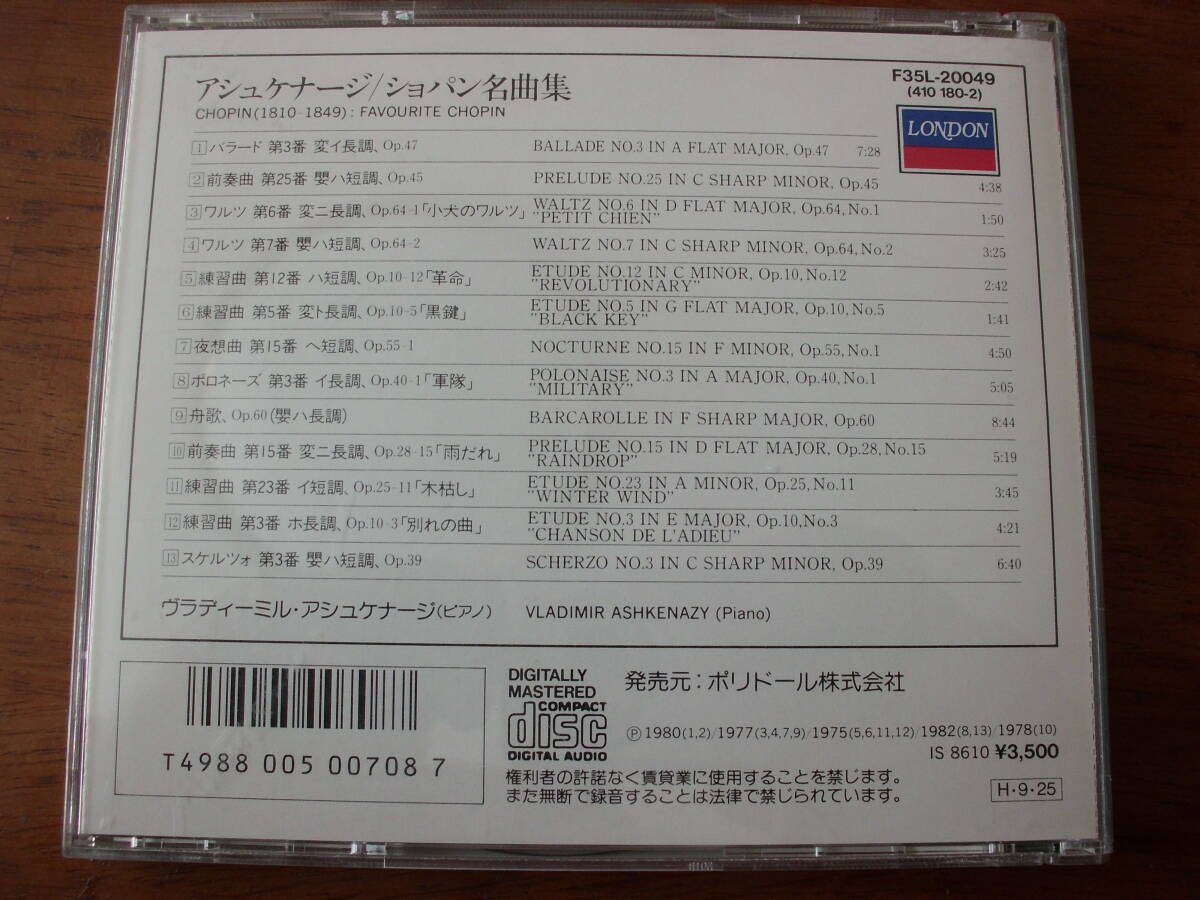 アシュケナージ/ショパン名曲集
CHOPIN(1810-1849): FAVOURITE CHOPIN
F35L-20049
(410 180-2)
LONDON
1 バラード 第3番 変イ長調、Op.47 BALLADE NO.3 IN A FLAT MAJOR, Op.47 7:28
2 前奏曲 第25番 嬰ハ短調、Op.45 PRELUDE NO.25 IN C SHARP MINOR, Op.45 4:38
3 ワルツ 第6番 変ニ長調、Op.64-1「小犬のワルツ」 WALTZ NO.6 IN D FLAT MAJOR, Op.64, No.1
"PETIT CHIEN" 1:50
4 ワルツ 第7番 嬰ハ短調、Op.64-2 WALTZ NO.7 IN C SHARP MINOR, Op.64, No.2 3:25
5 練習曲 第12番 ハ短調、Op.10-12「革命」 ETUDE NO.12 IN C MINOR, Op.10, No.12
"REVOLUTIONARY" 2:42
6 練習曲 第5番 変ト長調、Op.10-5「黒鍵」 ETUDE NO.5 IN G FLAT MAJOR, Op.10, No.5
"BLACK KEY" 1:41
7 夜想曲 第15番 ヘ短調、Op.55-1 NOCTURNE NO.15 IN F MINOR, Op.55, No.1 4:50
8 ポロネーズ 第3番 イ長調、Op.40-1「軍隊」 POLONAISE NO.3 IN A MAJOR, Op.40, No.1
"MILITARY" 5:05
9 舟歌、Op.60(嬰ハ長調) BARCAROLLE IN F SHARP MAJOR, Op.60 8:44
10 前奏曲 第15番 変ニ長調、Op.28-15「雨だれ」 PRELUDE NO.15 IN D FLAT MAJOR, Op.28, No.15
"RAINDROP" 5:19
11 練習曲 第23番 イ短調、Op.25-11「木枯し」 ETUDE NO.23 IN A MINOR, Op.25, No.11
"WINTER WIND" 3:45
12 練習曲 第3番 ホ長調、Op.10-3「別れの曲」 ETUDE NO.3 IN E MAJOR, Op.10, No.3
"CHANSON DE L'ADIEU" 4:21
13 スケルツォ 第3番 嬰ハ短調、Op.39 SCHERZO NO.3 IN C SHARP MINOR, Op.39 6:40
ヴラディーミル・アシュケナージ(ピアノ) VLADIMIR ASHKENAZY (Piano)
T4988 005 00708 7
DIGITALLY
MASTERED
COMPACT
disc
DIGITAL AUDIO
発売元:ポリドール株式会社
Ⓟ1980(1,2)/1977(3,4,7,9)/1975(5,6,11,12)/1982(8,13)/1978(10)
IS 8610 ¥3,500
権利者の許諾なく賃貸業に使用することを禁じます。
また無断で録音することは法律で禁じられています。
H・9・25